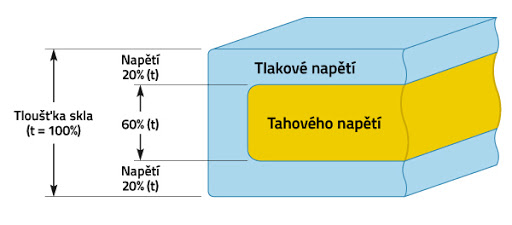 Napětí
20% (t)
Tlakové napětí
Tloušťka skla
(t = 100%)
60% (t)
Tahového napětí
Napětí
20% (t)